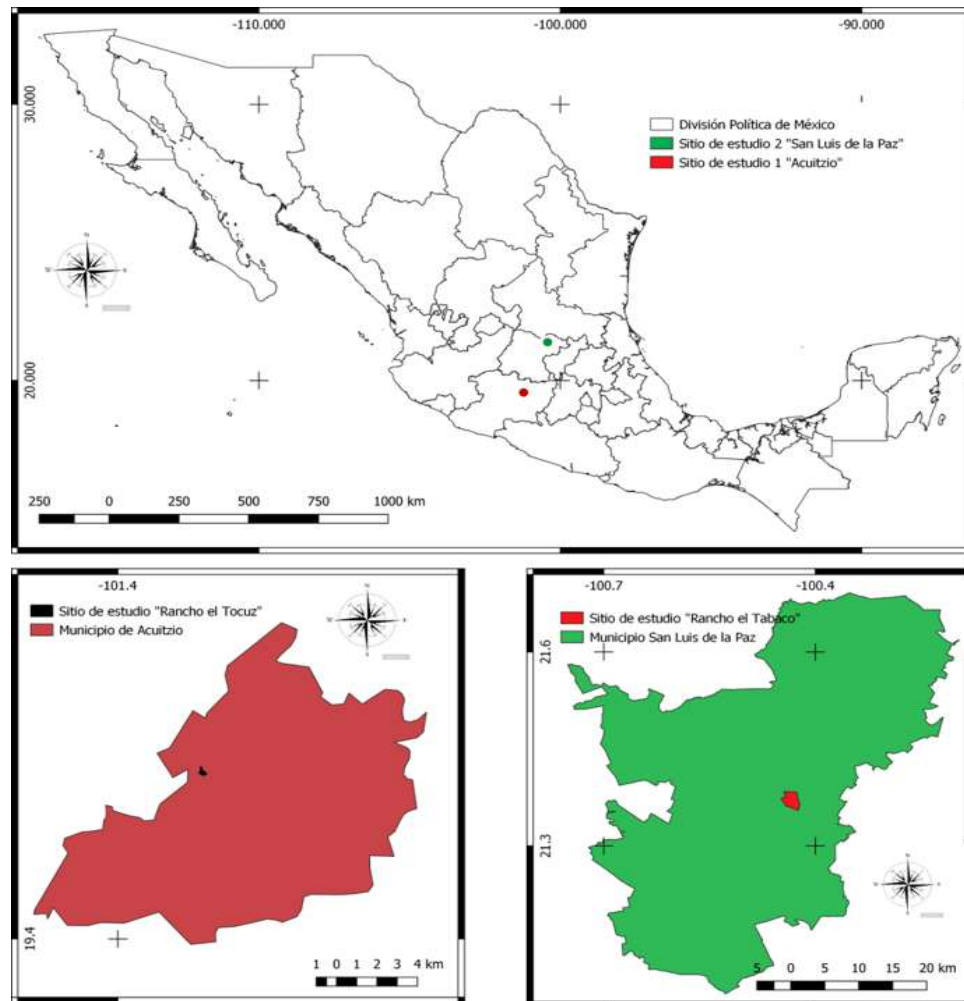 -110.000 -100.000 -90.000
30.000
20.000
División Política de México
Sitio de estudio 2 "San Luis de la Paz"
Sitio de estudio 1 "Acuitzio"
250 0 250 500 750 1000 km
-101.4
Sitio de estudio "Rancho el Tocuz"
Municipio de Acuitzio
19.4
1 0 1 2 3 4 km
-100.7 -100.4
Sitio de estudio "Rancho el Tabaco"
Municipio San Luis de la Paz
21.6
21.3
5 0 5 10 15 20 km